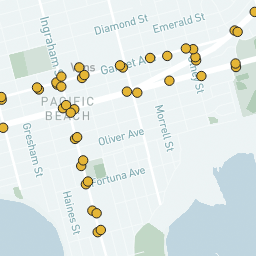 Diamond St
Emerald St
Ingraham St
Garnet Ave
PACIFIC
BEACH
Oliver Ave
Morrell St
Gresham St
Fortuna Ave
Haines St